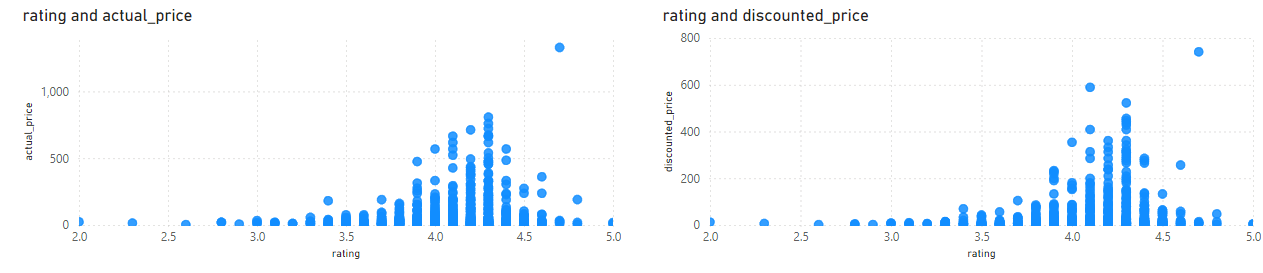 rating and actual_price
actual_price
1,000
500
0
2.0 2.5 3.0 3.5 4.0 4.5 5.0
rating
rating and discounted_price
discounted_price
800
600
400
200
0
2.0 2.5 3.0 3.5 4.0 4.5 5.0
rating